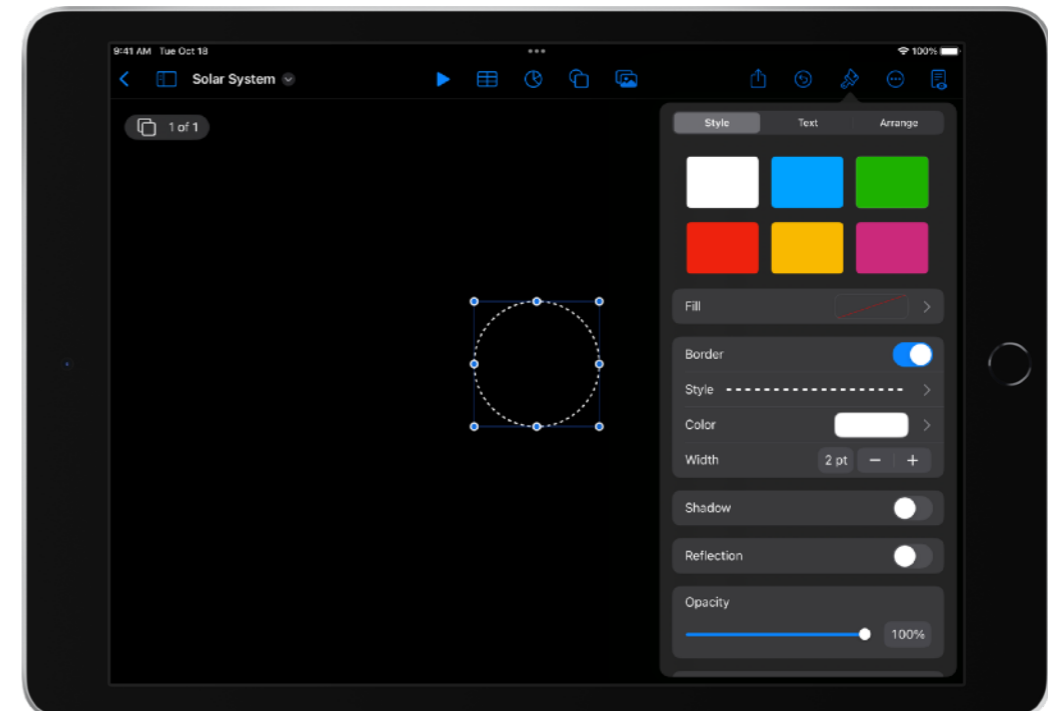 9:41 AM Tue Oct 18
100%
Solar System
1 of 1
Style Text Arrange
Fill
Border
Style
Color
Width 2 pt − +
Shadow
Reflection
Opacity
100%